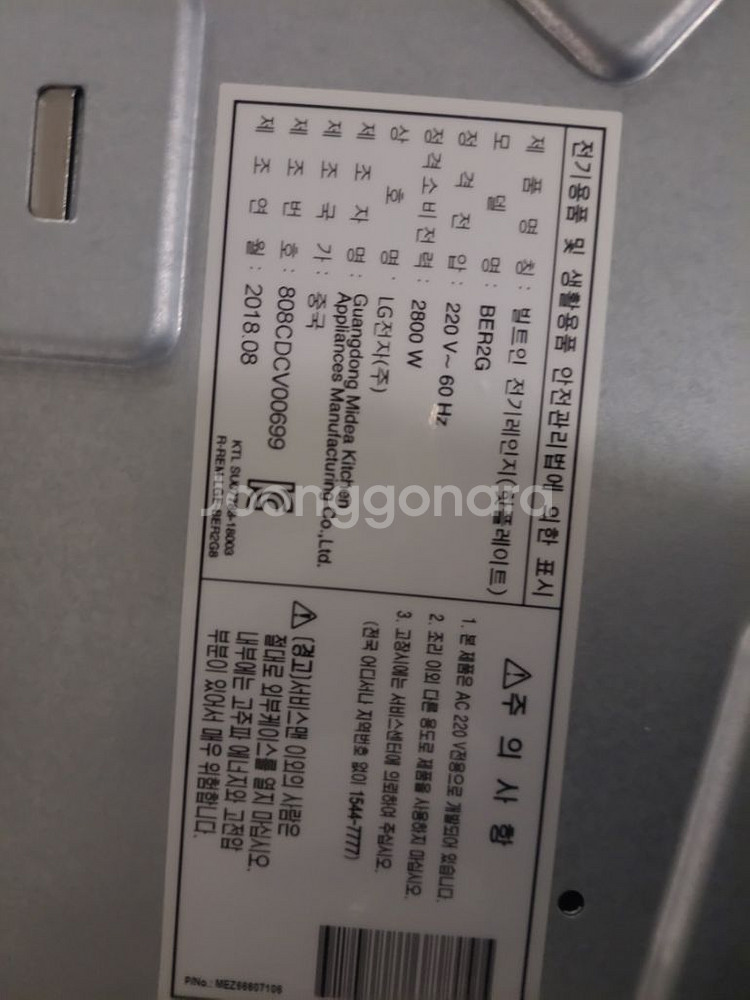 전기용품 및 생활용품 안전관리법에 의한 표시
제 품 명 칭 : 빌트인 전기레인지(핫플레이트)
모 델 명 : BER2G
정 격 전 압 : 220 V~ 60 Hz
정격소비전력 : 2800 W
상 호 명 : LG전자(주)
제 조 자 명 : Guangdong Midea Kitchen
Appliances Manufacturing Co.,Ltd.
제 조 국 가 : 중국
제 조 번 호 : 808CDCV00699
제 조 연 월 : 2018.08
⚠주 의 사 항
1. 본 제품은 AC 220 V전용으로 개발되어 있습니다.
2. 조리 이외 다른 용도로 제품을 사용하지 마십시오.
3. 고장시에는 서비스센터에 의뢰하여 주십시오.
(전국 어디서나 지역번호 없이 1544-7777)
⚠ (경고)서비스맨 이외의 사람은
절대로 외부케이스를 열지 마십시오.
내부에는 고주파 에너지와 고전압
부분이 있어서 매우 위험합니다.
P/No.: MEZ66607106
joonggonara